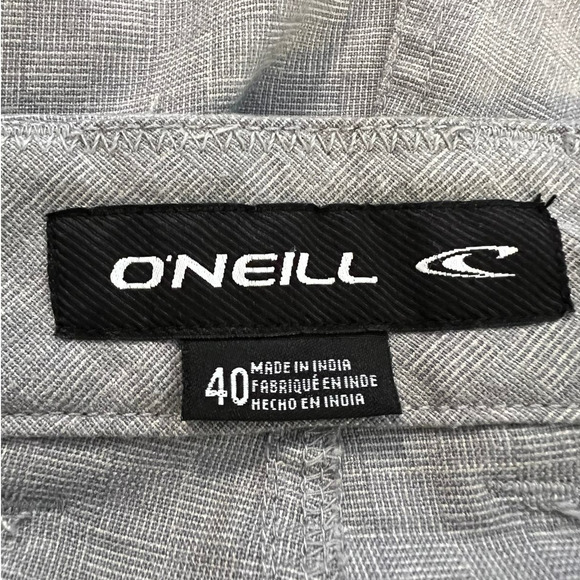 O'NEILL
40
MADE IN INDIA
FABRIQUÉ EN INDE
HECHO EN INDIA